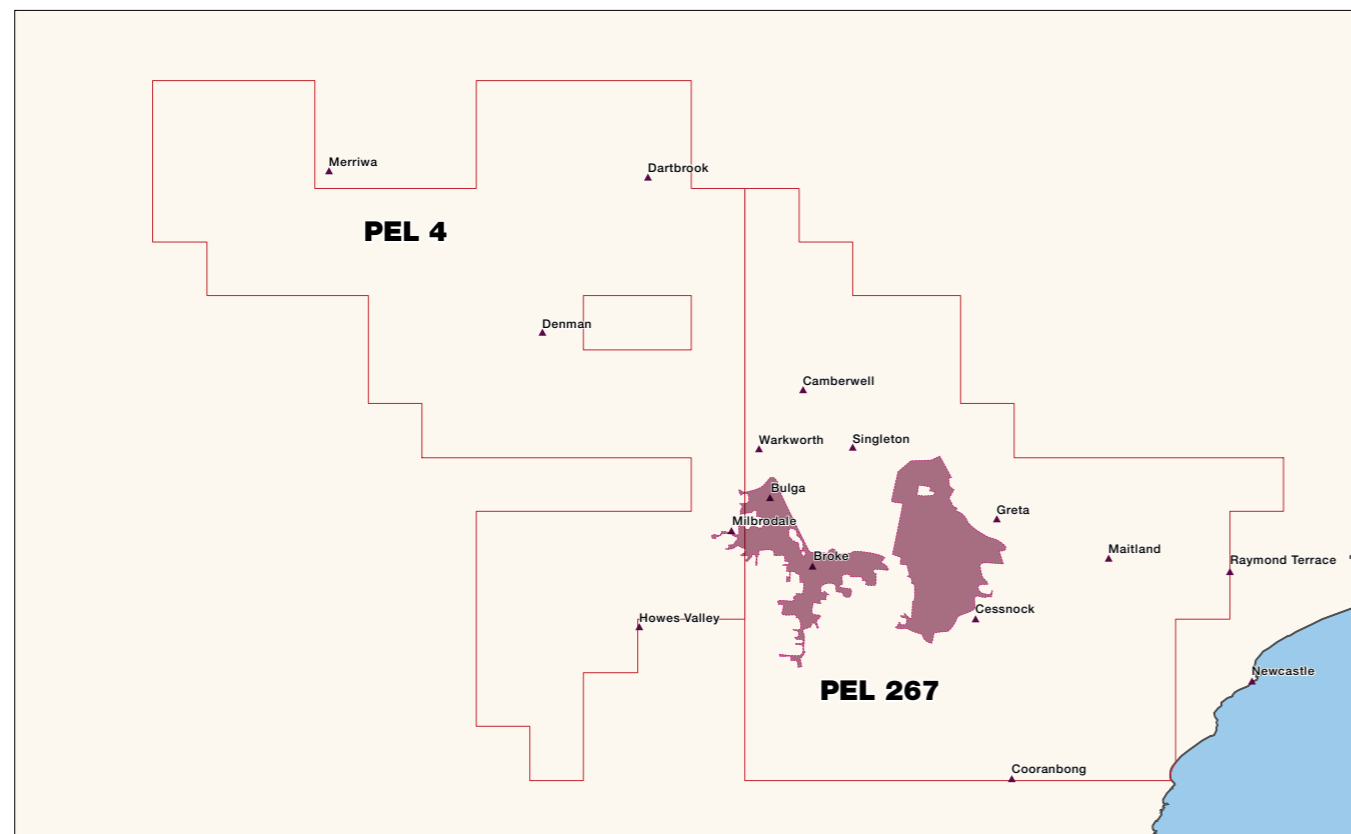 Merriwa
Dartbrook
PEL 4
Denman
Camberwell
Warkworth
Singleton
Bulga
Greta
Milbrodale
Maitland
Broke
Raymond Terrace
Cessnock
Howes Valley
Newcastle
PEL 267
Cooranbong